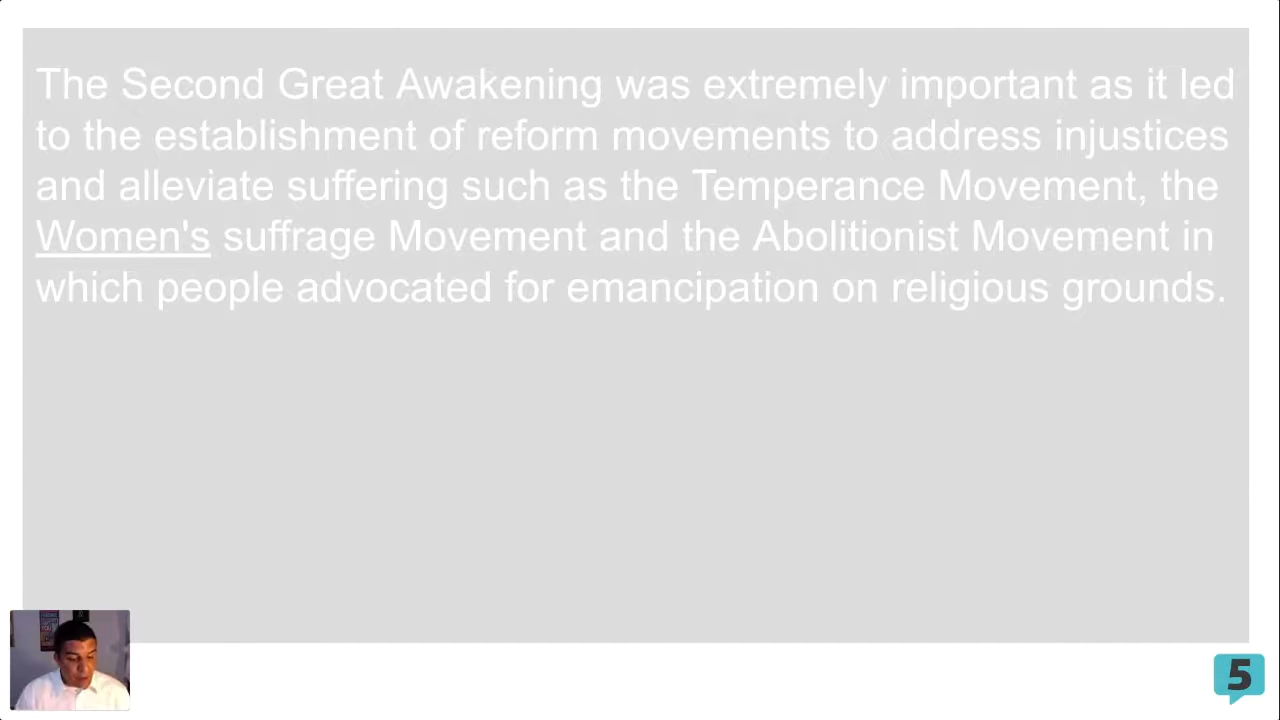 The Second Great Awakening was extremely important as it led
to the establishment of reform movements to address injustices
and alleviate suffering such as the Temperance Movement, the
Women's suffrage Movement and the Abolitionist Movement in
which people advocated for emancipation on religious grounds.
5